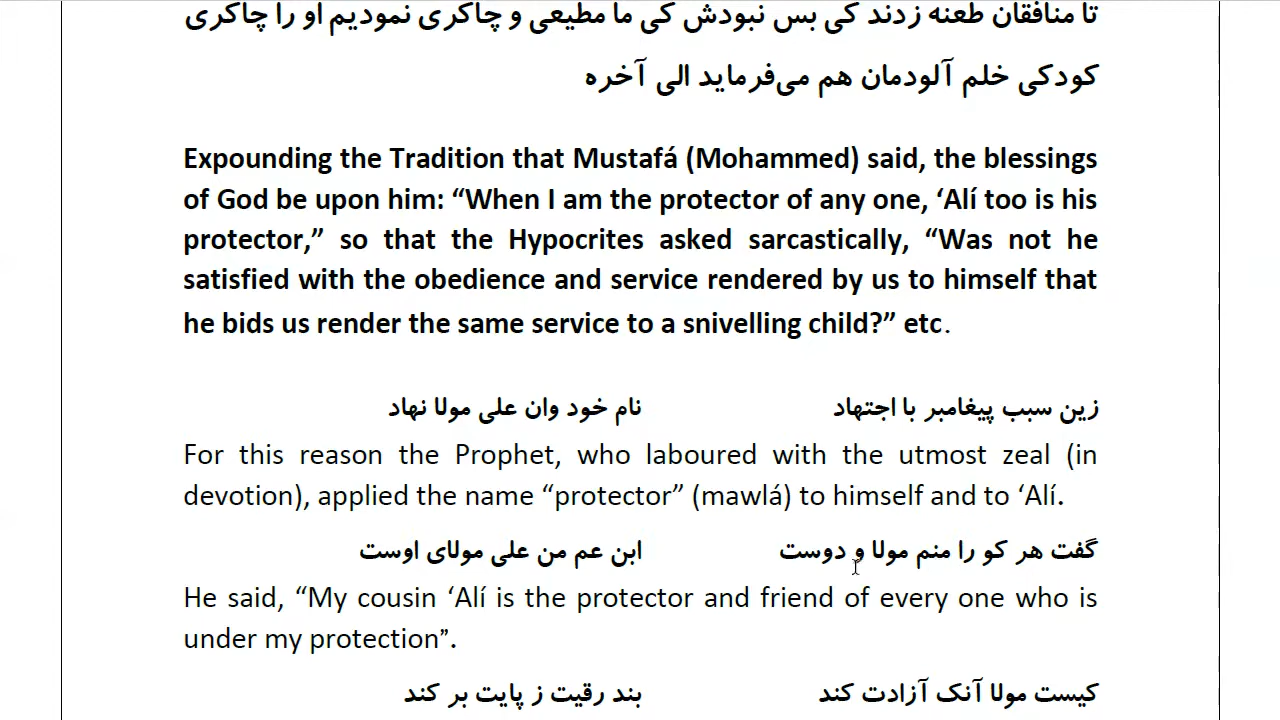 تا منافقان طعنه زدند کی بس نبودش کی ما مطیعی و چاکری نمودیم او را چاکری
کودکی خلم آلودمان هم می‌فرماید الی آخره
Expounding the Tradition that Mustafá (Mohammed) said, the blessings
of God be upon him: “When I am the protector of any one, ‘Alí too is his
protector,” so that the Hypocrites asked sarcastically, “Was not he
satisfied with the obedience and service rendered by us to himself that
he bids us render the same service to a snivelling child?” etc.
زین سبب پیغامبر با اجتهاد نام خود وان علی مولا نهاد
For this reason the Prophet, who laboured with the utmost zeal (in
devotion), applied the name “protector” (mawlá) to himself and to ‘Alí.
گفت هر کو را منم مولا و دوست ابن عم من علی مولای اوست
He said, “My cousin ‘Alí is the protector and friend of every one who is
under my protection”.
کیست مولا آنک آزادت کند بند رقیت ز پایت بر کند